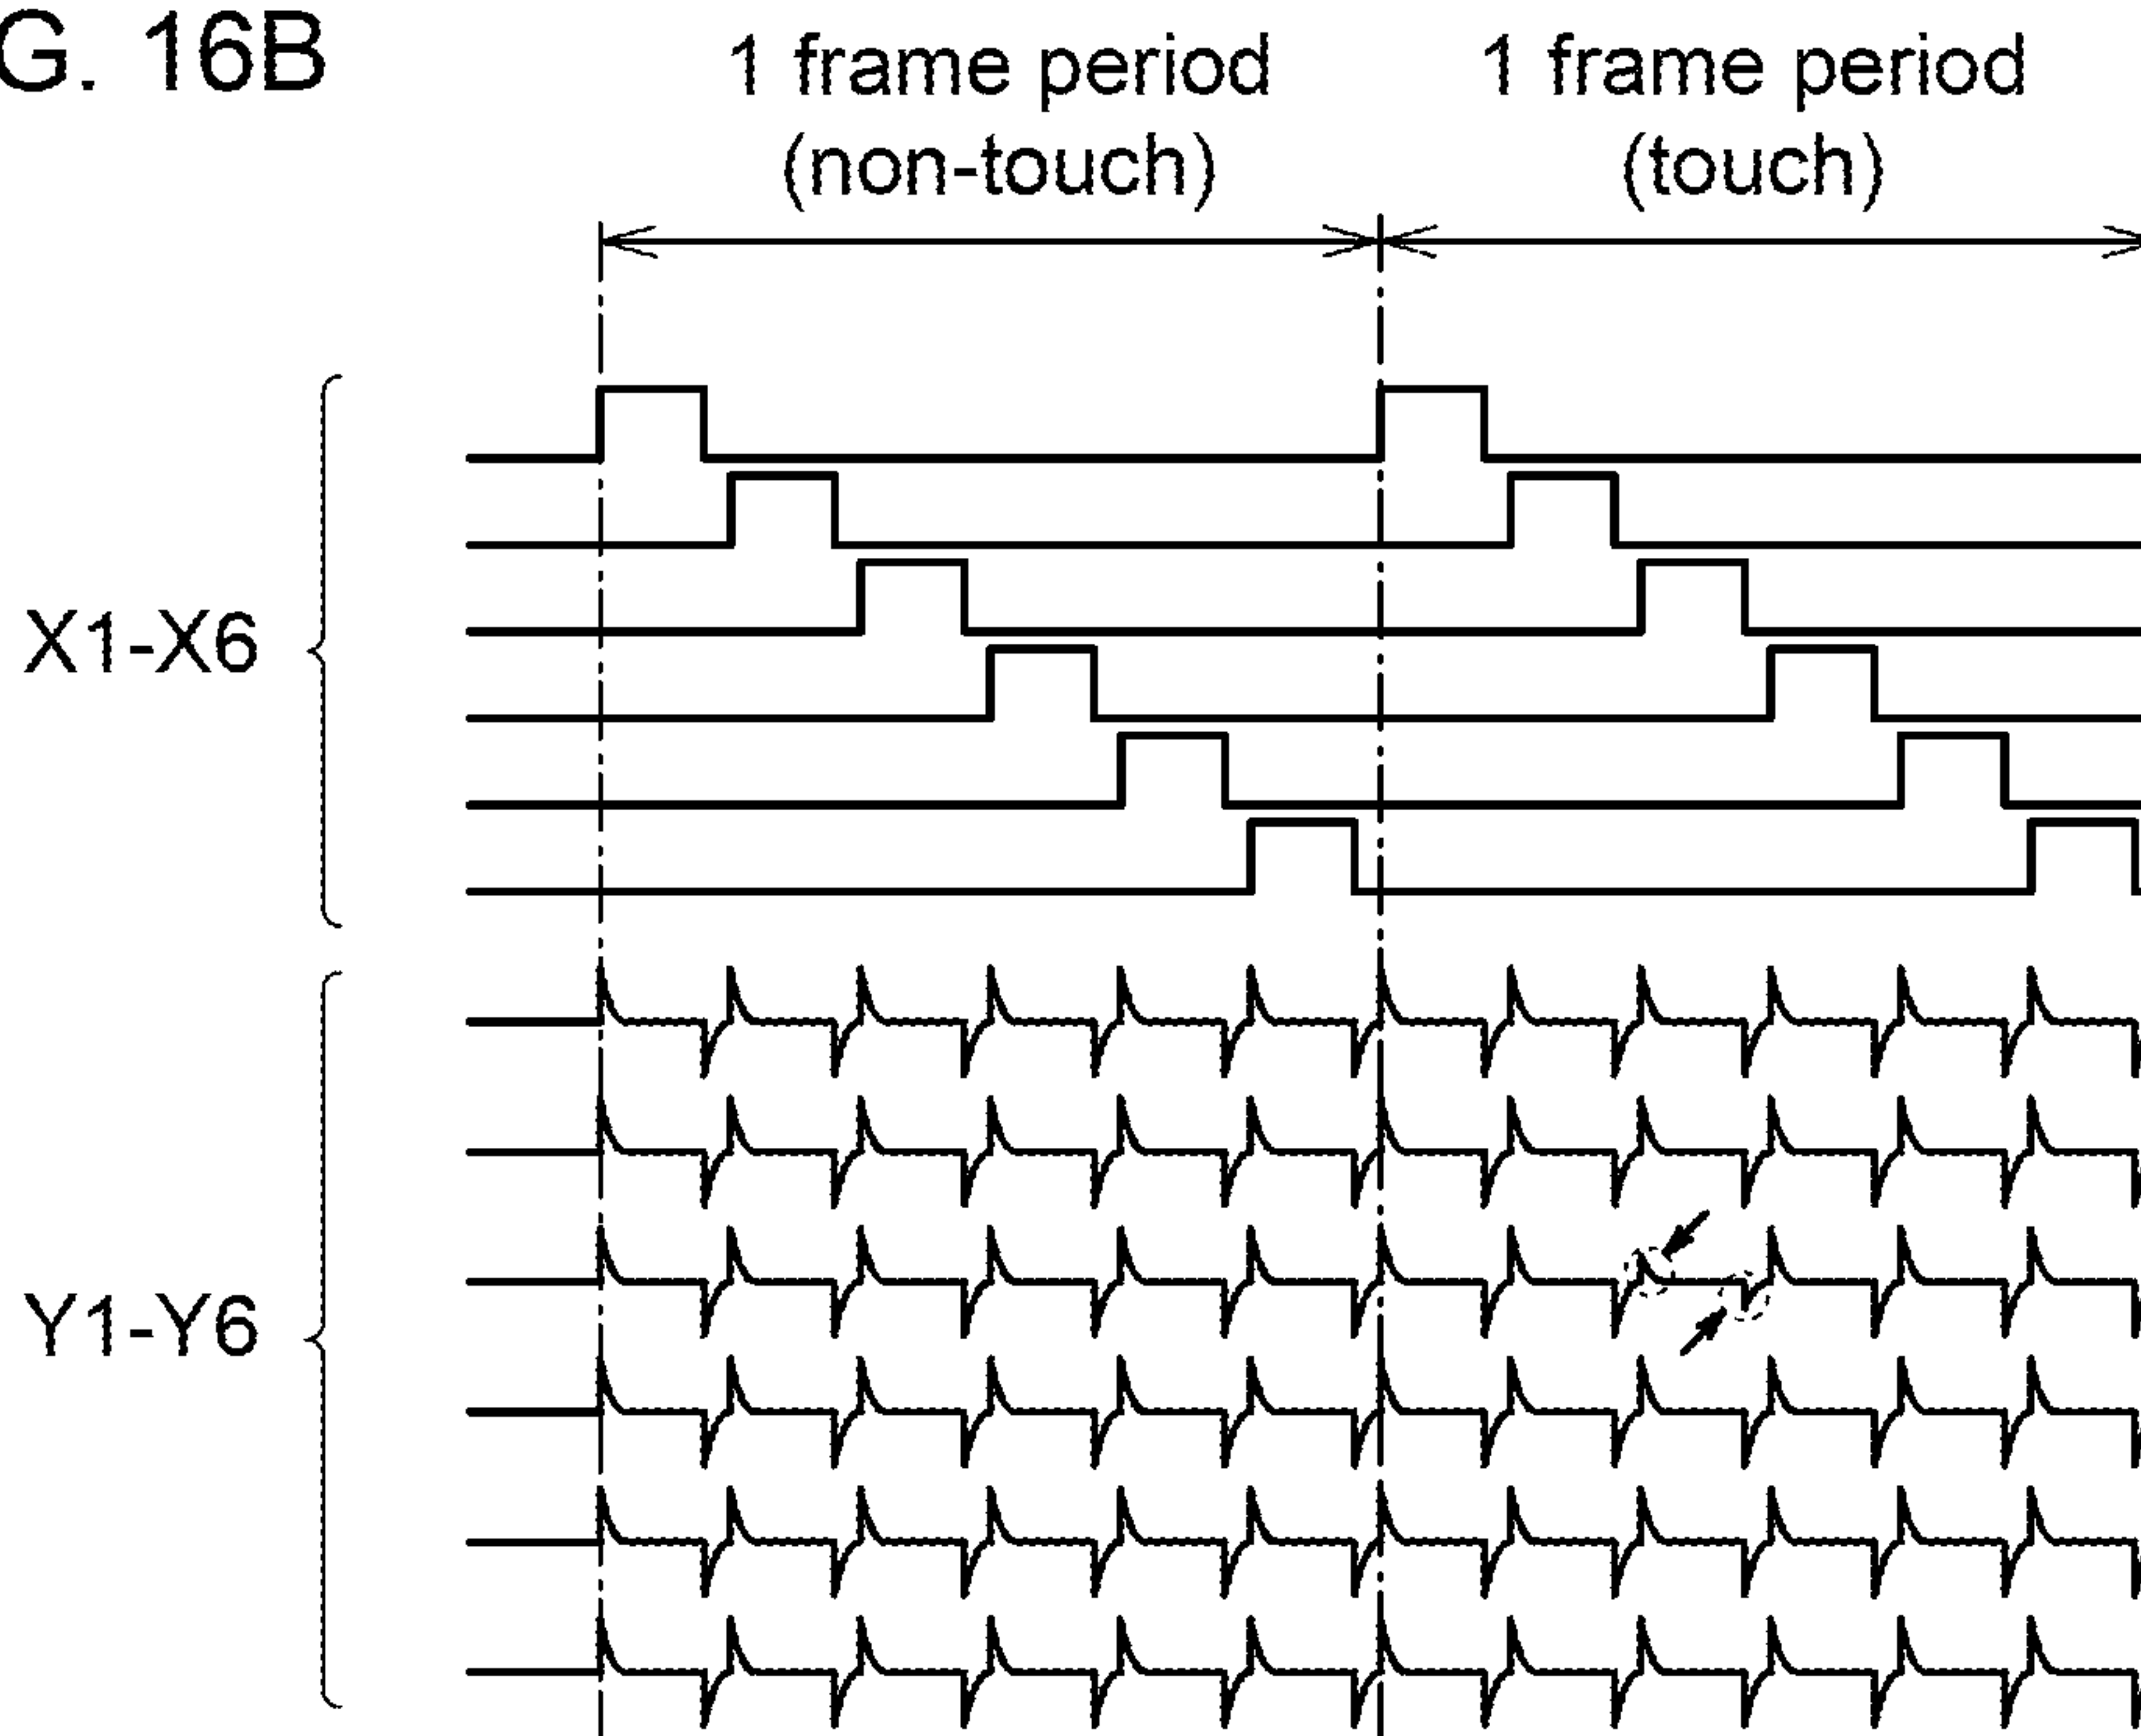 G. 16B
1 frame period
(non-touch)
1 frame period
(touch)
X1-X6
Y1-Y6